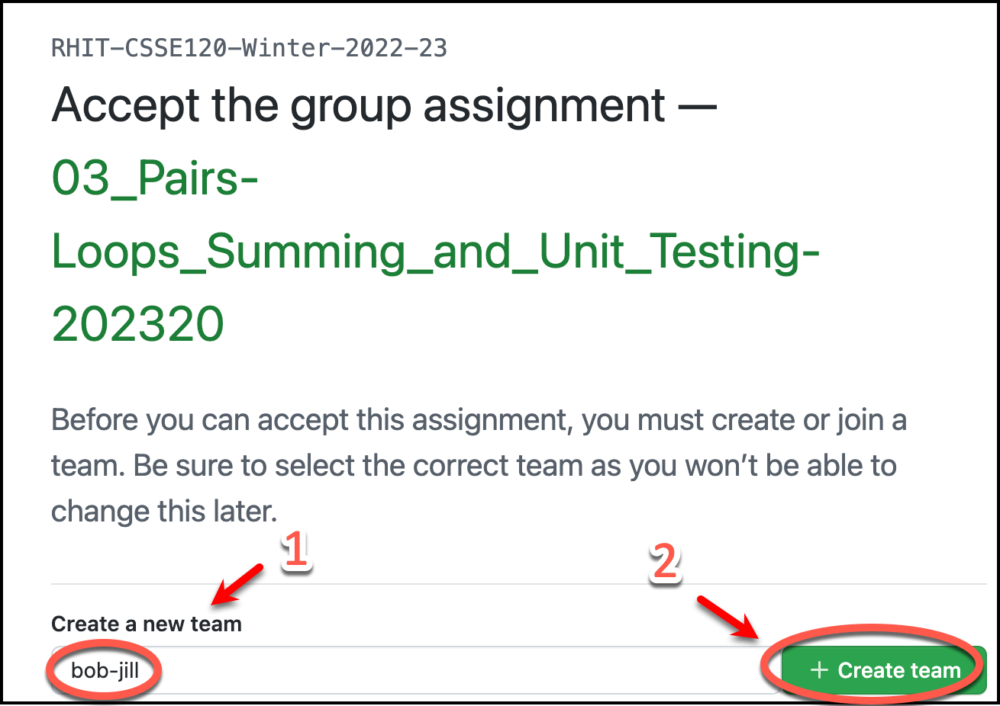 RHIT-CSSE120-Winter-2022-23
Accept the group assignment —
03_Pairs-
Loops_Summing_and_Unit_Testing-
202320
Before you can accept this assignment, you must create or join a
team. Be sure to select the correct team as you won’t be able to
change this later.
1
2
Create a new team
bob-jill
+ Create team